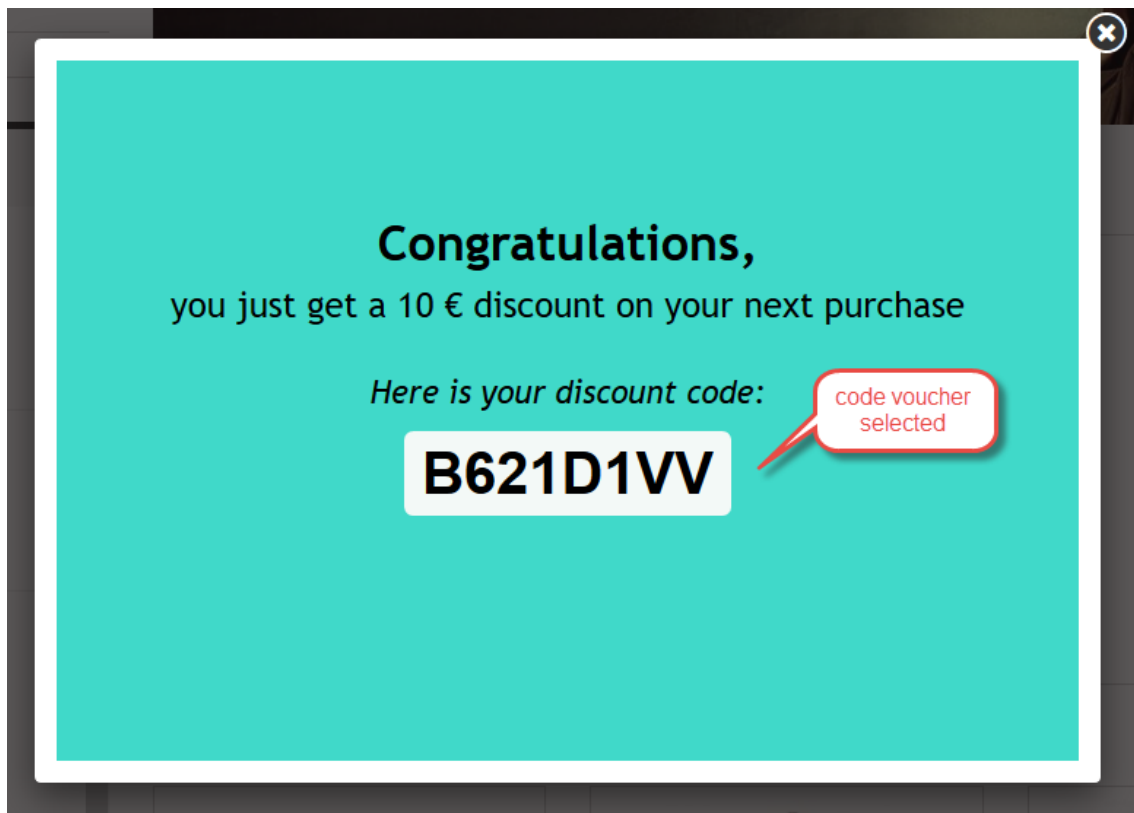 Congratulations,
you just get a 10 € discount on your next purchase
Here is your discount code:
code voucher
selected
B621D1VV